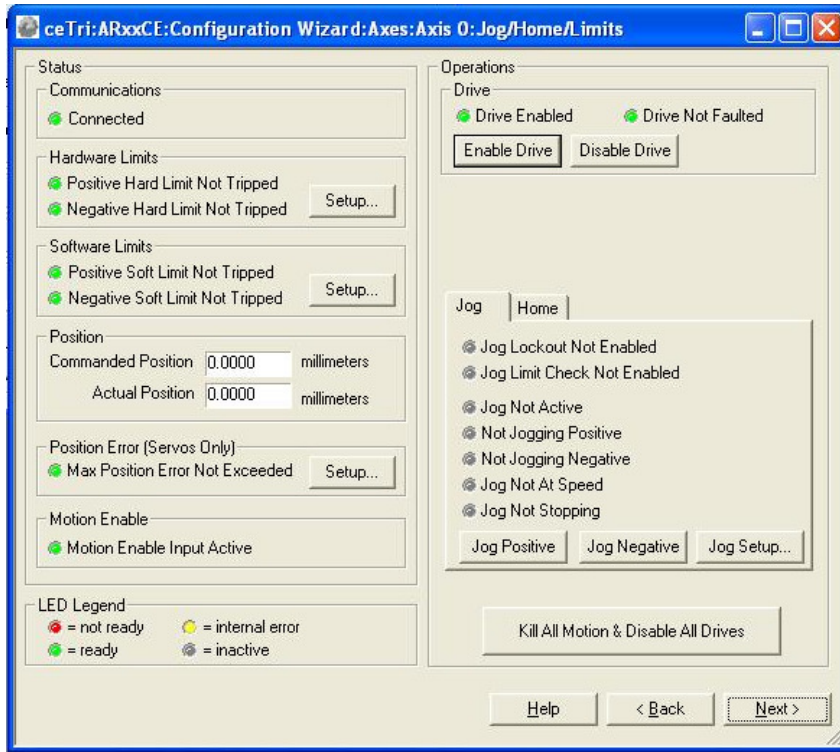 ceTri:ARxxCE:Configuration Wizard:Axes:Axis 0:Jog/Home/Limits
Status
Communications
Connected
Hardware Limits
Positive Hard Limit Not Tripped
Negative Hard Limit Not Tripped
Setup...
Software Limits
Positive Soft Limit Not Tripped
Negative Soft Limit Not Tripped
Setup...
Position
Commanded Position 0.0000 millimeters
Actual Position 0.0000 millimeters
Position Error (Servos Only)
Max Position Error Not Exceeded
Setup...
Motion Enable
Motion Enable Input Active
LED Legend
= not ready = internal error
= ready = inactive
Operations
Drive
Drive Enabled Drive Not Faulted
Enable Drive Disable Drive
Jog Home
Jog Lockout Not Enabled
Jog Limit Check Not Enabled
Jog Not Active
Not Jogging Positive
Not Jogging Negative
Jog Not At Speed
Jog Not Stopping
Jog Positive Jog Negative Jog Setup...
Kill All Motion & Disable All Drives
Help < Back Next >